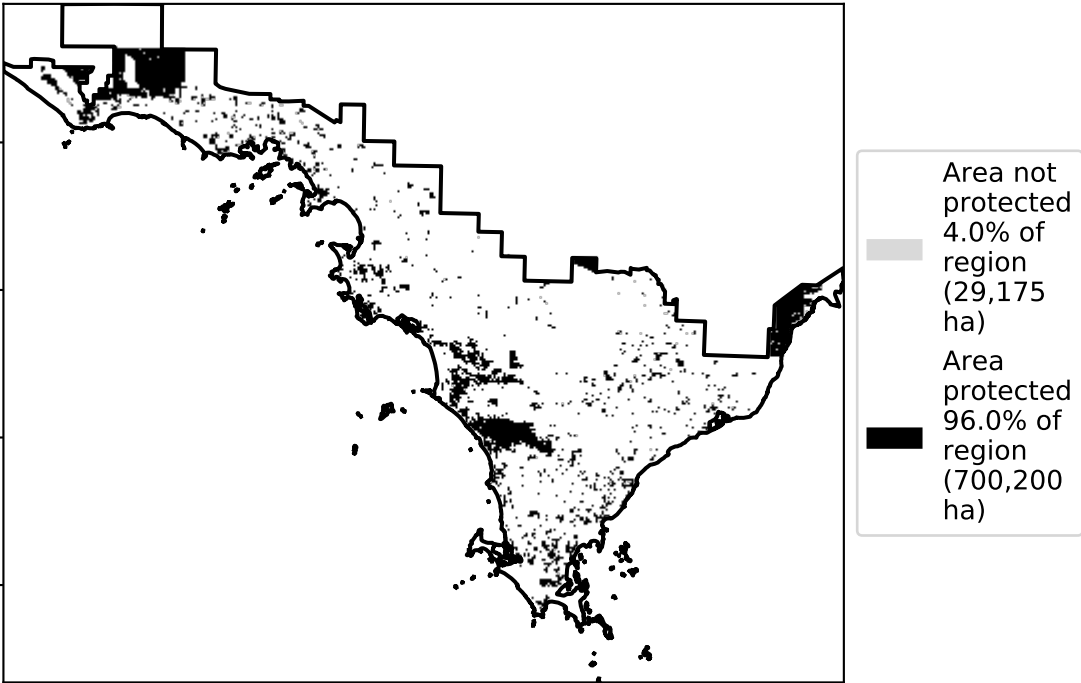 Area not
protected
4.0% of
region
(29,175
ha)
Area
protected
96.0% of
region
(700,200
ha)